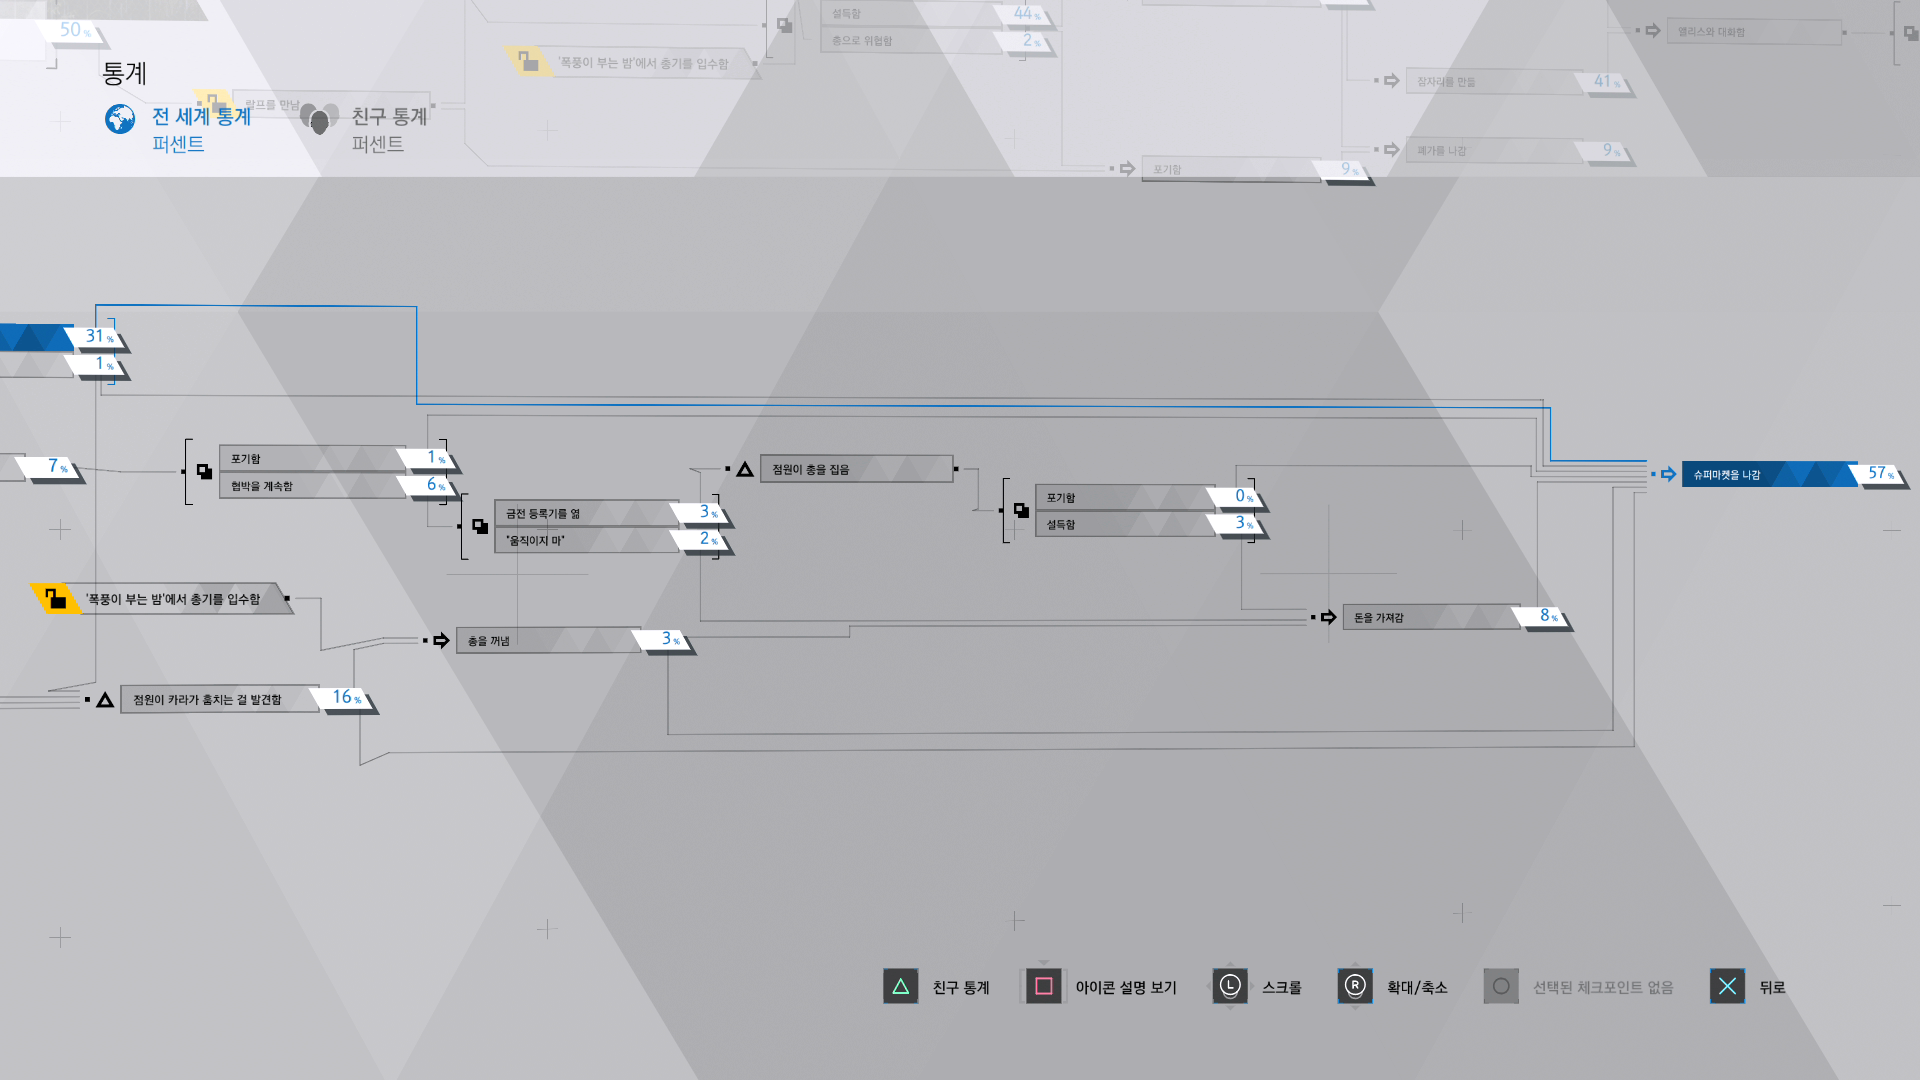 50 %
설득함 44 %
총으로 위협함 2 %
'폭풍이 부는 밤'에서 총기를 입수함
랄프를 만남
앨리스와 대화함
잠자리를 만듦 41 %
폐가를 나감 9 %
포기함 9 %
통계
전 세계 통계
퍼센트
친구 통계
퍼센트
31 %
1 %
7 %
포기함 1 %
협박을 계속함 6 %
금전 등록기를 엶 3 %
"움직이지 마" 2 %
점원이 총을 집음
포기함 0 %
설득함 3 %
슈퍼마켓을 나감 57 %
'폭풍이 부는 밤'에서 총기를 입수함
총을 꺼냄 3 %
돈을 가져감 8 %
점원이 카라가 훔치는 걸 발견함 16 %
친구 통계
아이콘 설명 보기
L 스크롤
R 확대/축소
선택된 체크포인트 없음
뒤로